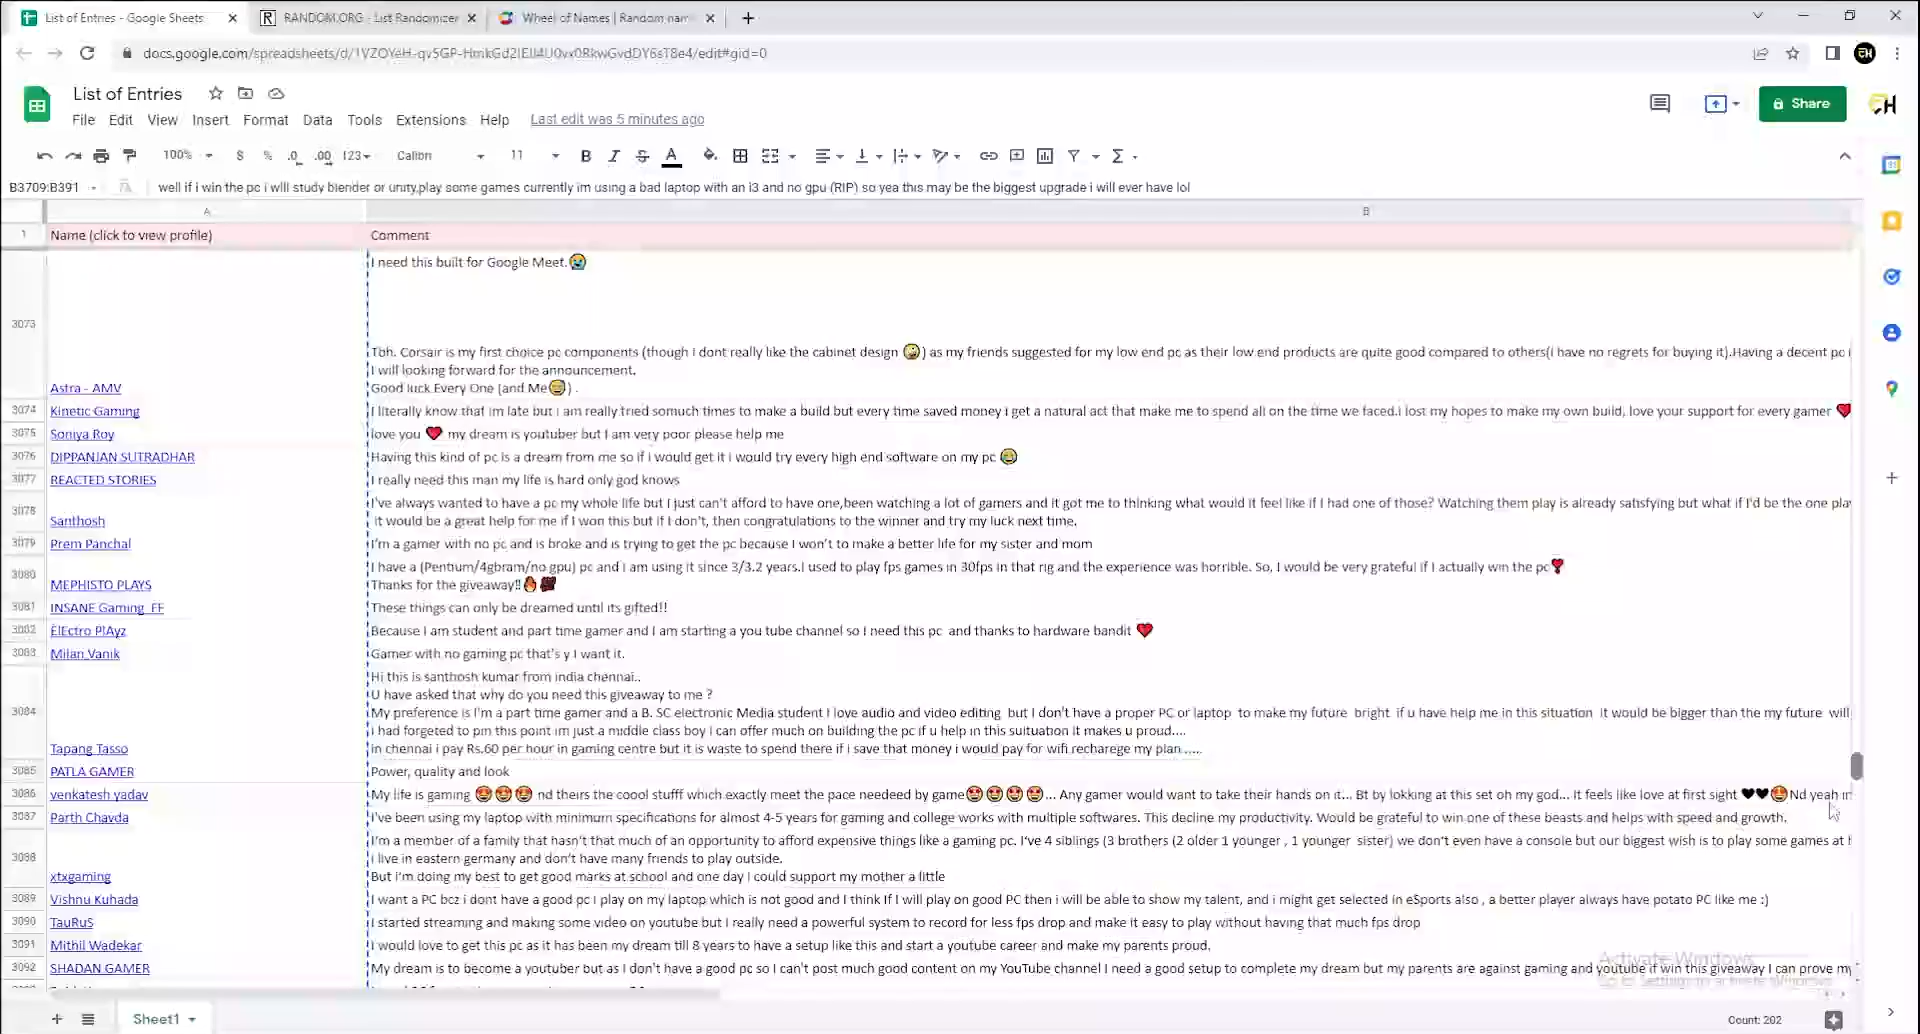 List of Entries - Google Sheets
RANDOM.ORG - List Randomizer
Wheel of Names | Random nam
List of Entries
File Edit View Insert Format Data Tools Extensions Help Last edit was 5 minutes ago
Share
100% $ % .0 .00 123 Calibri 11 B I S A
B3709:B391
well if i win the pc i will study blender or unity,play some games currently im using a bad laptop with an i3 and no gpu (RIP) so yea this may be the biggest upgrade i will ever have lol
A B
1 Name (click to view profile) Comment
I need this built for Google Meet.😭
3073
Tbh. Corsair is my first choice pc components (though i dont really like the cabinet design 😜) as my friends suggested for my low end pc as their low end products are quite good compared to others(i have no regrets for buying it).Having a decent pc i
I will looking forward for the announcement.
Astra - AMV Good luck Every One (and Me😅) .
3074 Kinetic Gaming I literally know that im late but i am really tried somuch times to make a build but every time saved money i get a natural act that make me to spend all on the time we faced.i lost my hopes to make my own build, love your support for every gamer ❤
3075 Soniya Roy love you ❤ my dream is youtuber but I am very poor please help me
3076 DIPPANJAN SUTRADHAR Having this kind of pc is a dream from me so if i would get it i would try every high end software on my pc 😂
3077 REACTED STORIES I really need this man my life is hard only god knows
3078 I've always wanted to have a pc my whole life but I just can't afford to have one,been watching a lot of gamers and it got me to thinking what would it feel like if I had one of those? Watching them play is already satisfying but what if I'd be the one pla
Santhosh it would be a great help for me if I won this but if I don't, then congratulations to the winner and try my luck next time.
3079 Prem Panchal I'm a gamer with no pc and is broke and is trying to get the pc because I won't to make a better life for my sister and mom
3080 I have a (Pentium/4gbram/no gpu) pc and i am using it since 3/3.2 years.I used to play fps games in 30fps in that rig and the experience was horrible. So, I would be very grateful if I actually win the pc❣
MEPHISTO PLAYS Thanks for the giveaway!!🔥
3081 INSANE Gaming FF These things can only be dreamed until its gifted!!
3082 ElEctro PlAyz Because I am student and part time gamer and I am starting a you tube channel so I need this pc and thanks to hardware bandit ❤
3083 Milan Vanik Gamer with no gaming pc that's y I want it.
Hi this is santhosh kumar from india chennai..
U have asked that why do you need this giveaway to me ?
3084 My preference is I'm a part time gamer and a B. SC electronic Media student I love audio and video editing but I don't have a proper PC or laptop to make my future bright if u have help me in this situation it would be bigger than the my future will
i had forgeted to pin this point im just a middle class boy i can offer much on building the pc if u help in this suituation it makes u proud....
Tapang Tasso in chennai i pay Rs.60 per hour in gaming centre but it is waste to spend there if i save that money i would pay for wifi recharege my plan .....
3085 PATLA GAMER Power, quality and look
3086 venkatesh yadav My life is gaming 🤩🤩🤩 nd theirs the coool stufff which exactly meet the pace needeed by game🤩🤩🤩🤩... Any gamer would want to take their hands on it... Bt by lokking at this set oh my god... It feels like love at first sight 🖤🖤🤩Nd yeah
3087 Parth Chavda I've been using my laptop with minimum specifications for almost 4-5 years for gaming and college works with multiple softwares. This decline my productivity. Would be grateful to win one of these beasts and helps with speed and growth.
I'm a member of a family that hasn't that much of an opportunity to afford expensive things like a gaming pc. I've 4 siblings (3 brothers (2 older 1 younger , 1 younger sister) we don't even have a console but our biggest wish is to play some games at
3088 i live in eastern germany and don't have many friends to play outside.
xtxgaming But I'm doing my best to get good marks at school and one day I could support my mother a little
3089 Vishnu Kuhada I want a PC bcz i dont have a good pc i play on my laptop which is not good and I think If I will play on good PC then i will be able to show my talent, and i might get selected in eSports also , a better player always have potato PC like me :)
3090 TauRuS I started streaming and making some video on youtube but I really need a powerful system to record for less fps drop and make it easy to play without having that much fps drop
3091 Mithil Wadekar I would love to get this pc as it has been my dream till 8 years to have a setup like this and start a youtube career and make my parents proud.
3092 SHADAN GAMER My dream is to become a youtuber but as I don't have a good pc so I can't post much good content on my YouTube channel I need a good setup to complete my dream but my parents are against gaming and youtube if win this giveaway I can prove my
Activate Windows
Go to Settings to activate Windows.
Sheet1 Count: 202